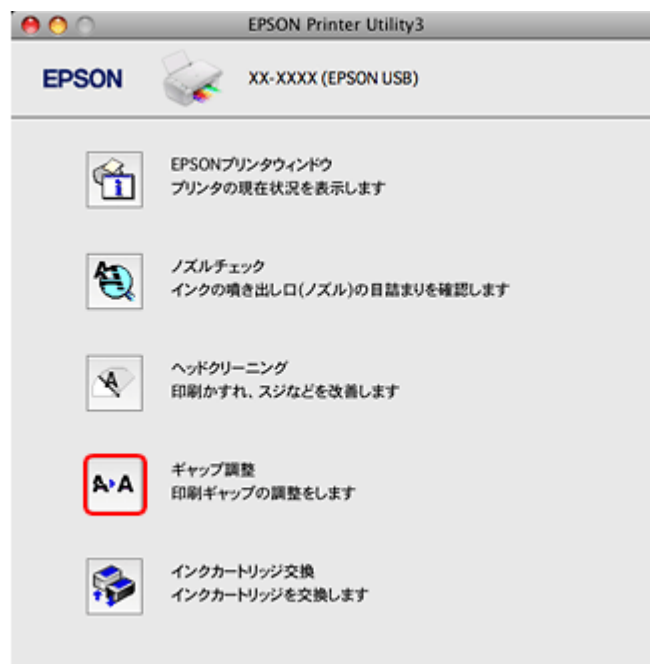 EPSON Printer Utility3
EPSON
XX-XXXX (EPSON USB)
EPSONプリンタウィンドウ
プリンタの現在状況を表示します
ノズルチェック
インクの噴き出し口(ノズル)の目詰まりを確認します
ヘッドクリーニング
印刷かすれ、スジなどを改善します
A A
ギャップ調整
印刷ギャップの調整をします
インクカートリッジ交換
インクカートリッジを交換します